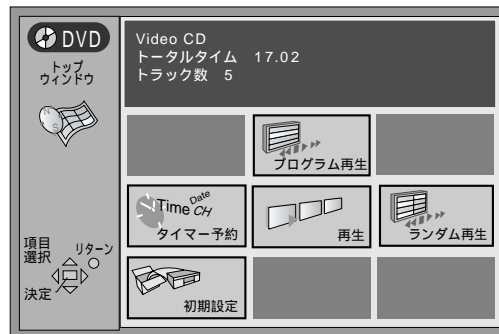 DVD
トップ
ウィンドウ
N
S
Video CD
トータルタイム 17.02
トラック数 5
プログラム再生
Time Date
CH
タイマー予約
再生
ランダム再生
初期設定
項目
選択
リターン
決定